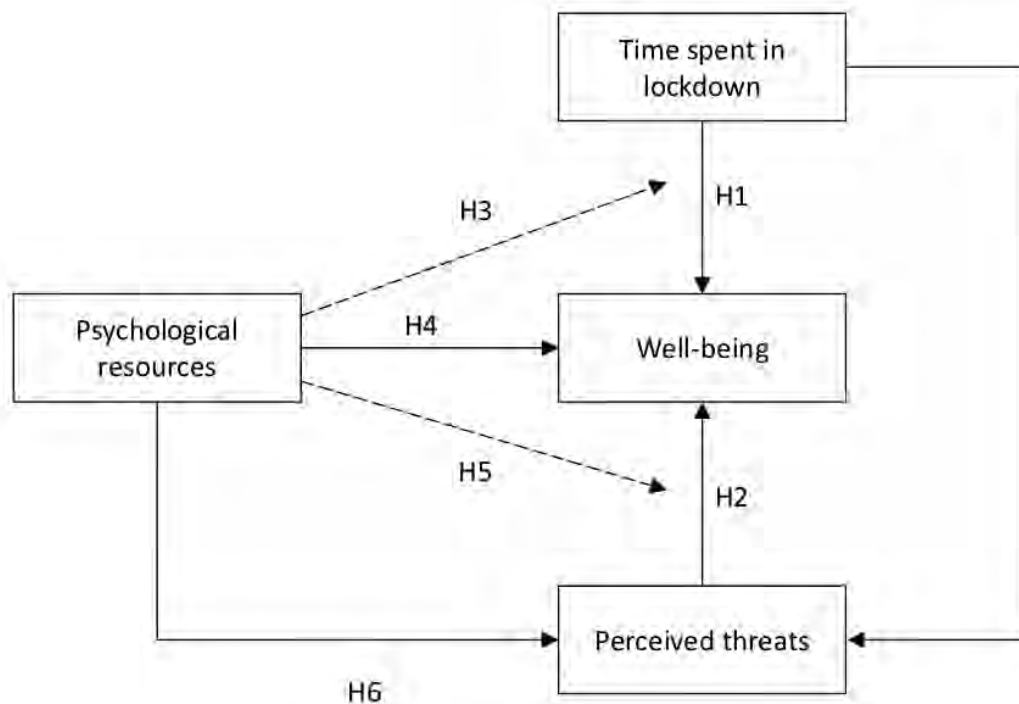 Time spent in
lockdown
H3
H1
Psychological
resources
H4
Well-being
H5
H2
Perceived threats
H6